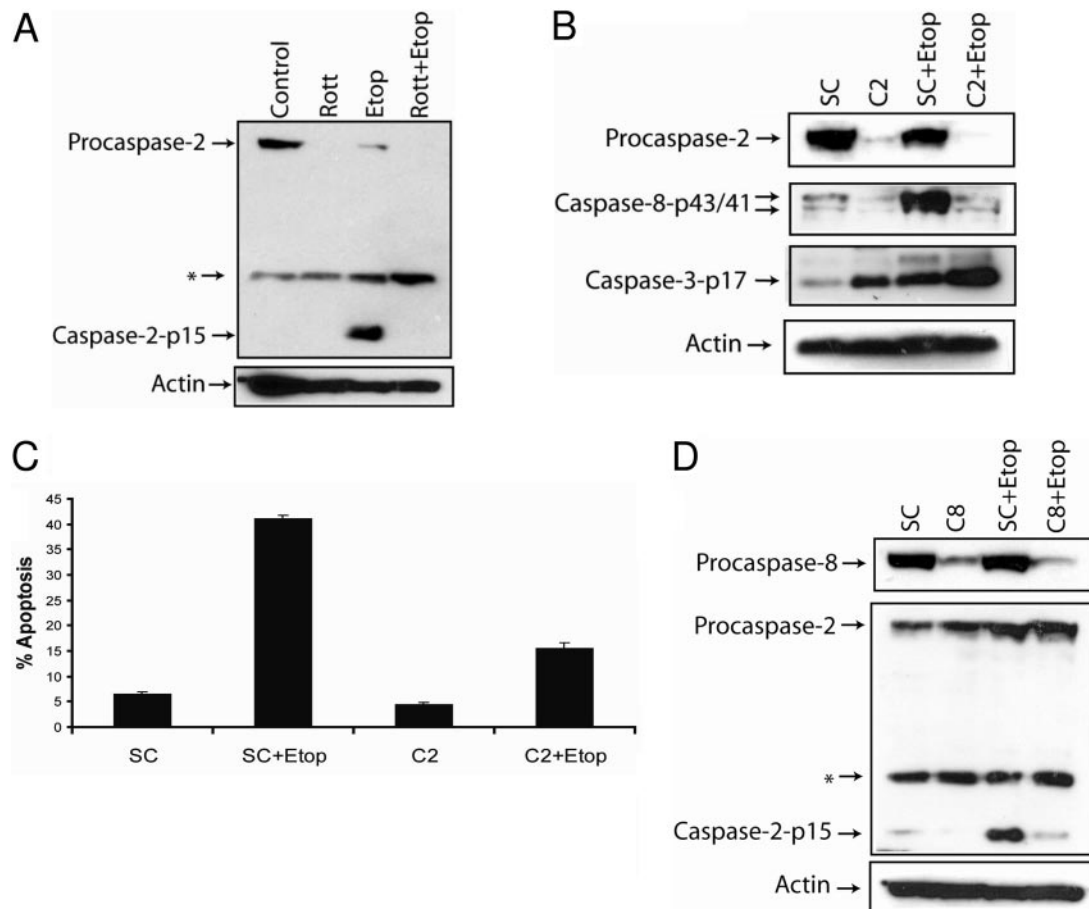 A
Control
Rott
Etop
Rott+Etop
Procaspase-2
*
Caspase-2-p15
Actin
B
SC
C2
SC+Etop
C2+Etop
Procaspase-2
Caspase-8-p43/41
Caspase-3-p17
Actin
C
% Apoptosis
45
40
35
30
25
20
15
10
5
0
SC
SC+Etop
C2
C2+Etop
D
SC
C8
SC+Etop
C8+Etop
Procaspase-8
Procaspase-2
*
Caspase-2-p15
Actin